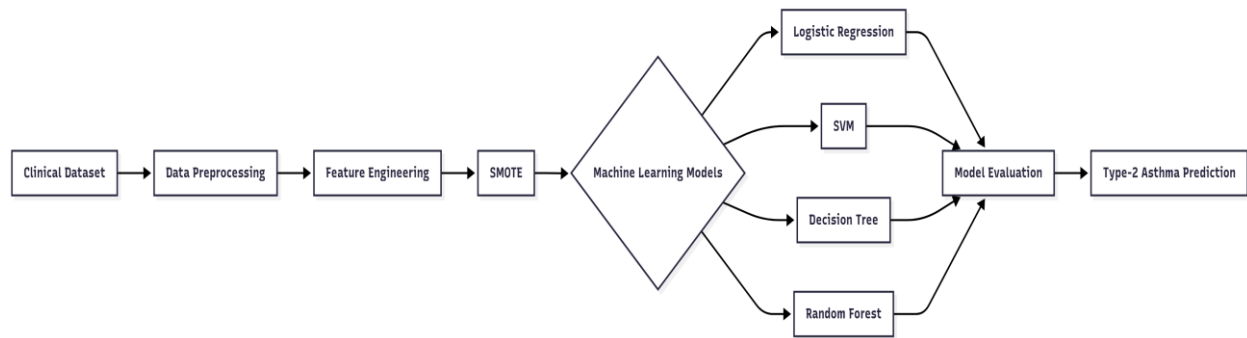 Clinical Dataset
Data Preprocessing
Feature Engineering
SMOTE
Machine Learning Models
Logistic Regression
SVM
Decision Tree
Random Forest
Model Evaluation
Type-2 Asthma Prediction